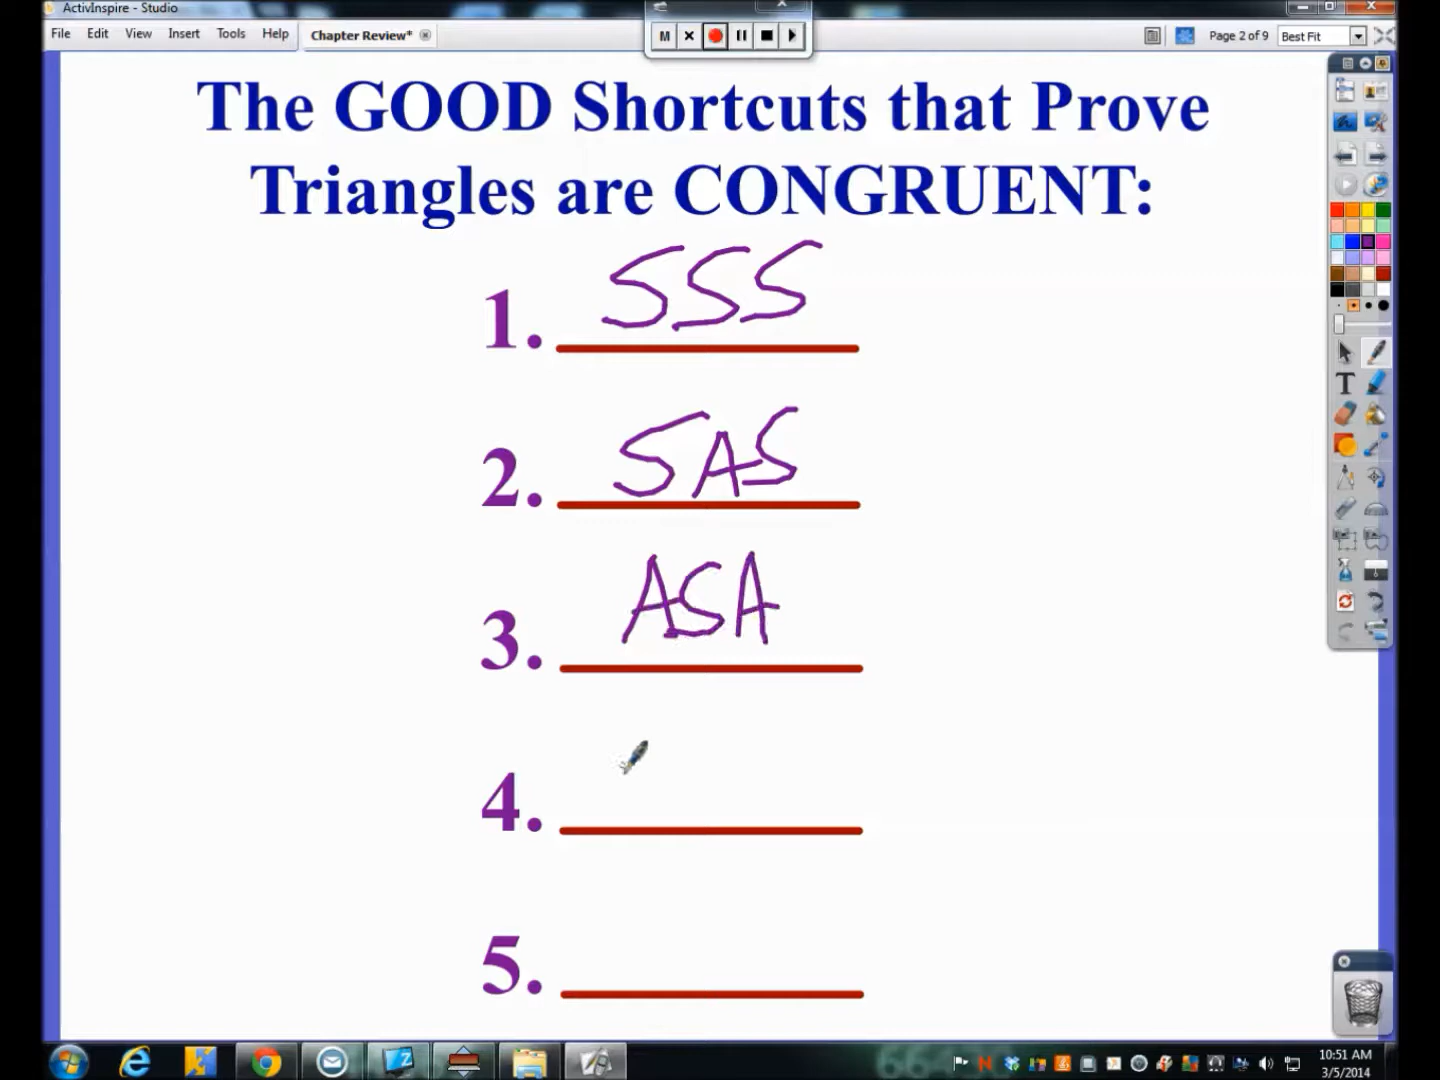 ActivInspire - Studio
File Edit View Insert Tools Help Chapter Review* M Page 2 of 9 Best Fit
The GOOD Shortcuts that Prove
Triangles are CONGRUENT:
1. SSS
2. SAS
3. ASA
4.
5.
T
10:51 AM
3/5/2014